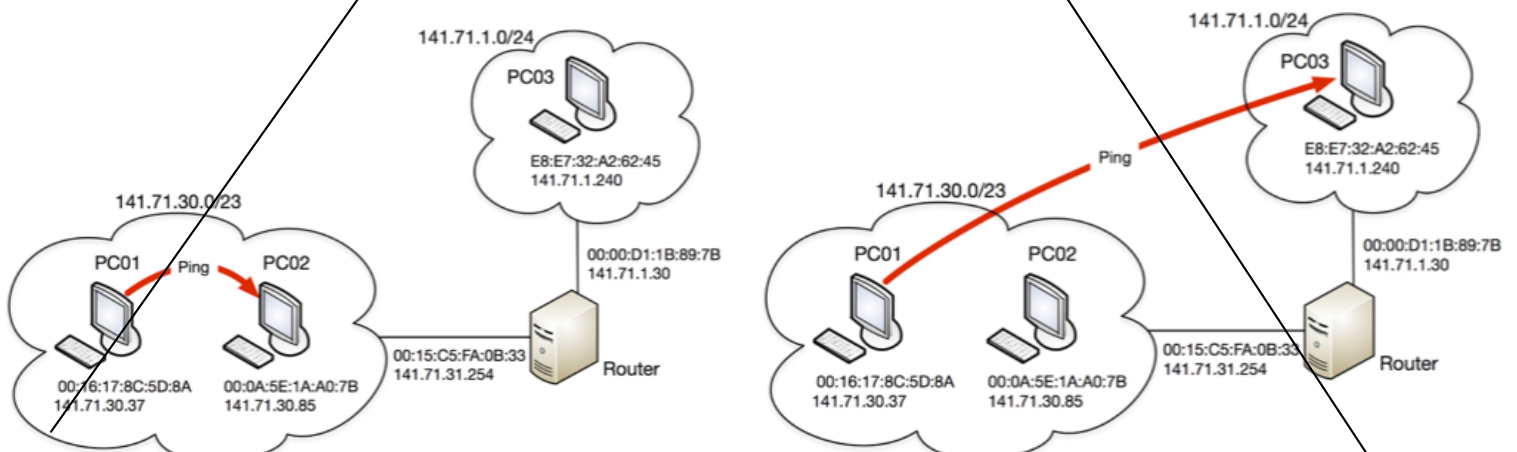 141.71.1.0/24
PC03
E8:E7:32:A2:62:45
141.71.1.240
141.71.30.0/23
PC01
Ping
PC02
00:00:D1:1B:89:7B
141.71.1.30
00:15:C5:FA:0B:33
141.71.31.254
Router
00:16:17:8C:5D:8A
141.71.30.37
00:0A:5E:1A:A0:7B
141.71.30.85
141.71.1.0/24
PC03
Ping
E8:E7:32:A2:62:45
141.71.1.240
141.71.30.0/23
PC01
PC02
00:00:D1:1B:89:7B
141.71.1.30
00:15:C5:FA:0B:33
141.71.31.254
Router
00:16:17:8C:5D:8A
141.71.30.37
00:0A:5E:1A:A0:7B
141.71.30.85